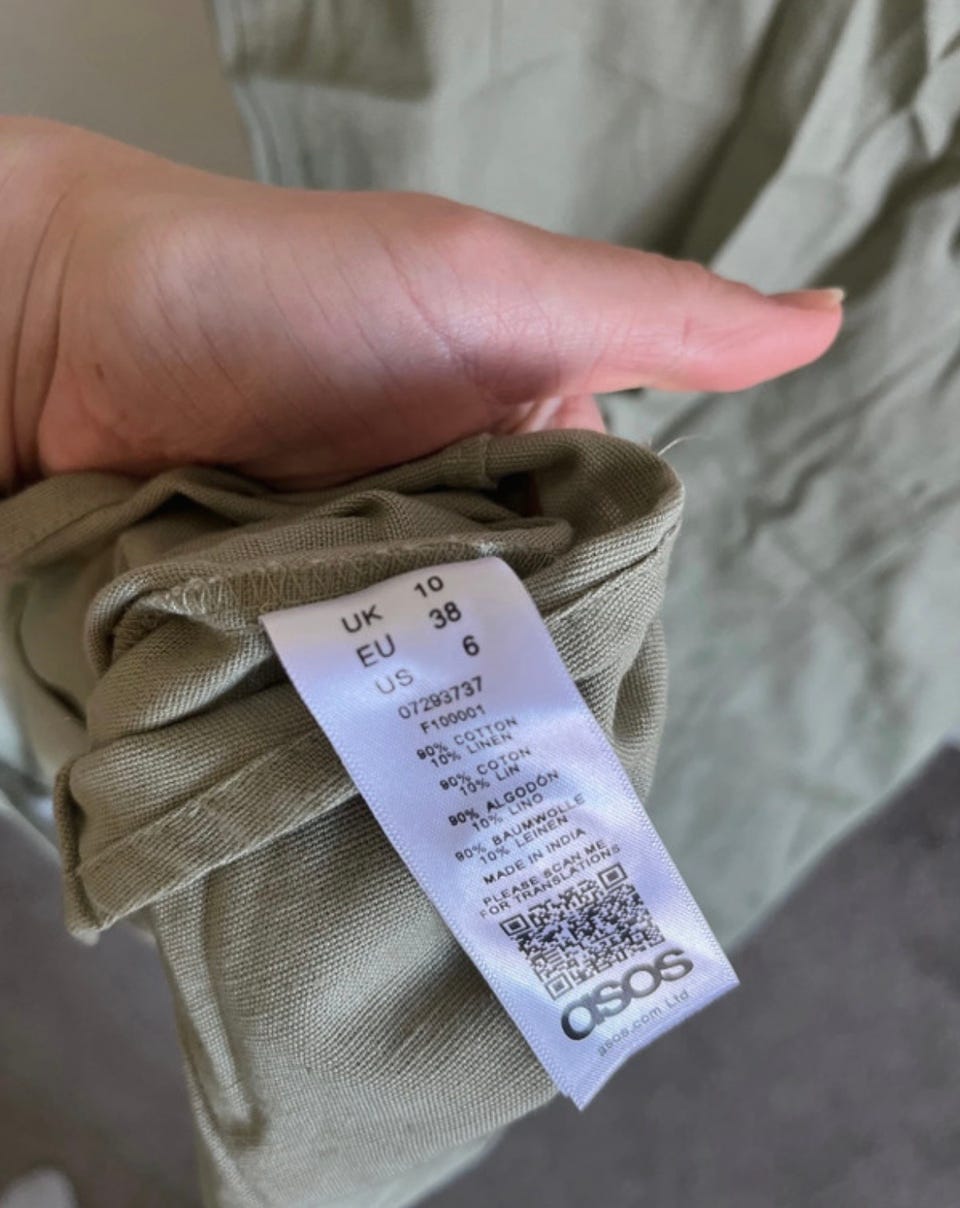 UK 10
EU 38
US 6
07293737
F100001
90% COTTON
10% LINEN
90% COTON
10% LIN
90% ALGODÓN
10% LINO
90% BAUMWOLLE
10% LEINEN
MADE IN INDIA
PLEASE SCAN ME
FOR TRANSLATIONS
asos
asos.com Ltd